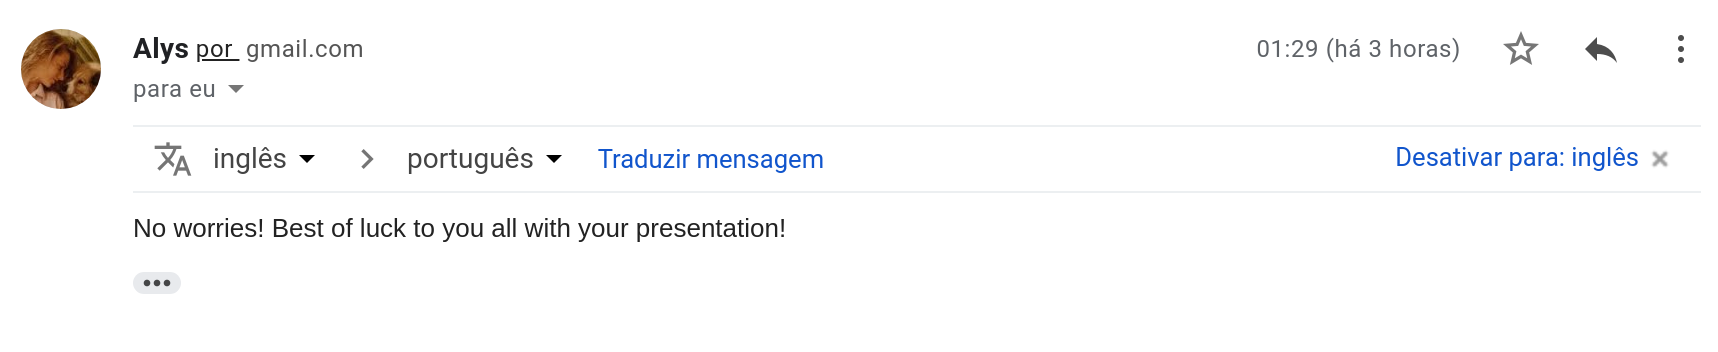 Alys por gmail.com 01:29 (há 3 horas)
para eu
inglês português Traduzir mensagem Desativar para: inglês
No worries! Best of luck to you all with your presentation!